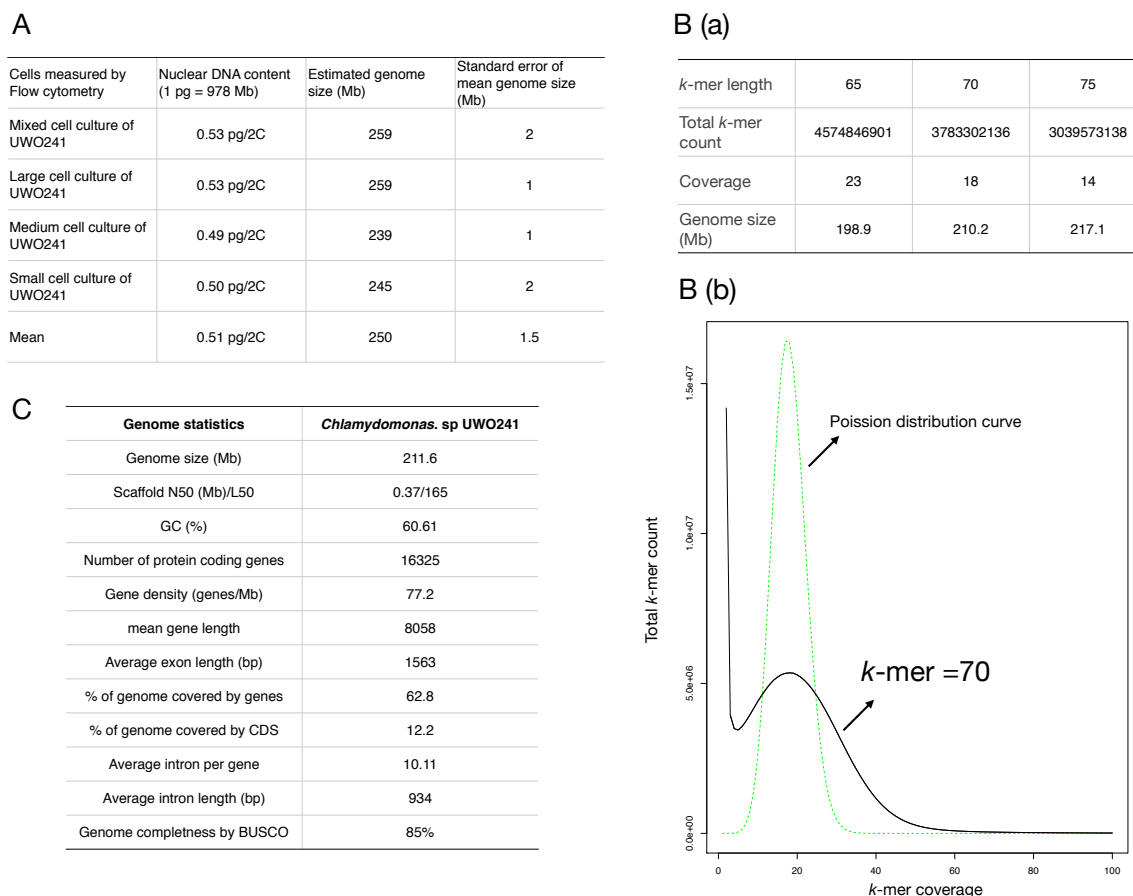 A
Cells measured by Flow cytometry | Nuclear DNA content (1 pg = 978 Mb) | Estimated genome size (Mb) | Standard error of mean genome size (Mb)
Mixed cell culture of UWO241 | 0.53 pg/2C | 259 | 2
Large cell culture of UWO241 | 0.53 pg/2C | 259 | 1
Medium cell culture of UWO241 | 0.49 pg/2C | 239 | 1
Small cell culture of UWO241 | 0.50 pg/2C | 245 | 2
Mean | 0.51 pg/2C | 250 | 1.5
B (a)
k-mer length | 65 | 70 | 75
Total k-mer count | 4574846901 | 3783302136 | 3039573138
Coverage | 23 | 18 | 14
Genome size (Mb) | 198.9 | 210.2 | 217.1
C
Genome statistics | Chlamydomonas. sp UWO241
Genome size (Mb) | 211.6
Scaffold N50 (Mb)/L50 | 0.37/165
GC (%) | 60.61
Number of protein coding genes | 16325
Gene density (genes/Mb) | 77.2
mean gene length | 8058
Average exon length (bp) | 1563
% of genome covered by genes | 62.8
% of genome covered by CDS | 12.2
Average intron per gene | 10.11
Average intron length (bp) | 934
Genome completness by BUSCO | 85%
B (b)
Total k-mer count
1.5e+07
1.0e+07
5.0e+06
0.0e+00
Poission distribution curve
k-mer =70
0 20 40 60 80 100
k-mer coverage